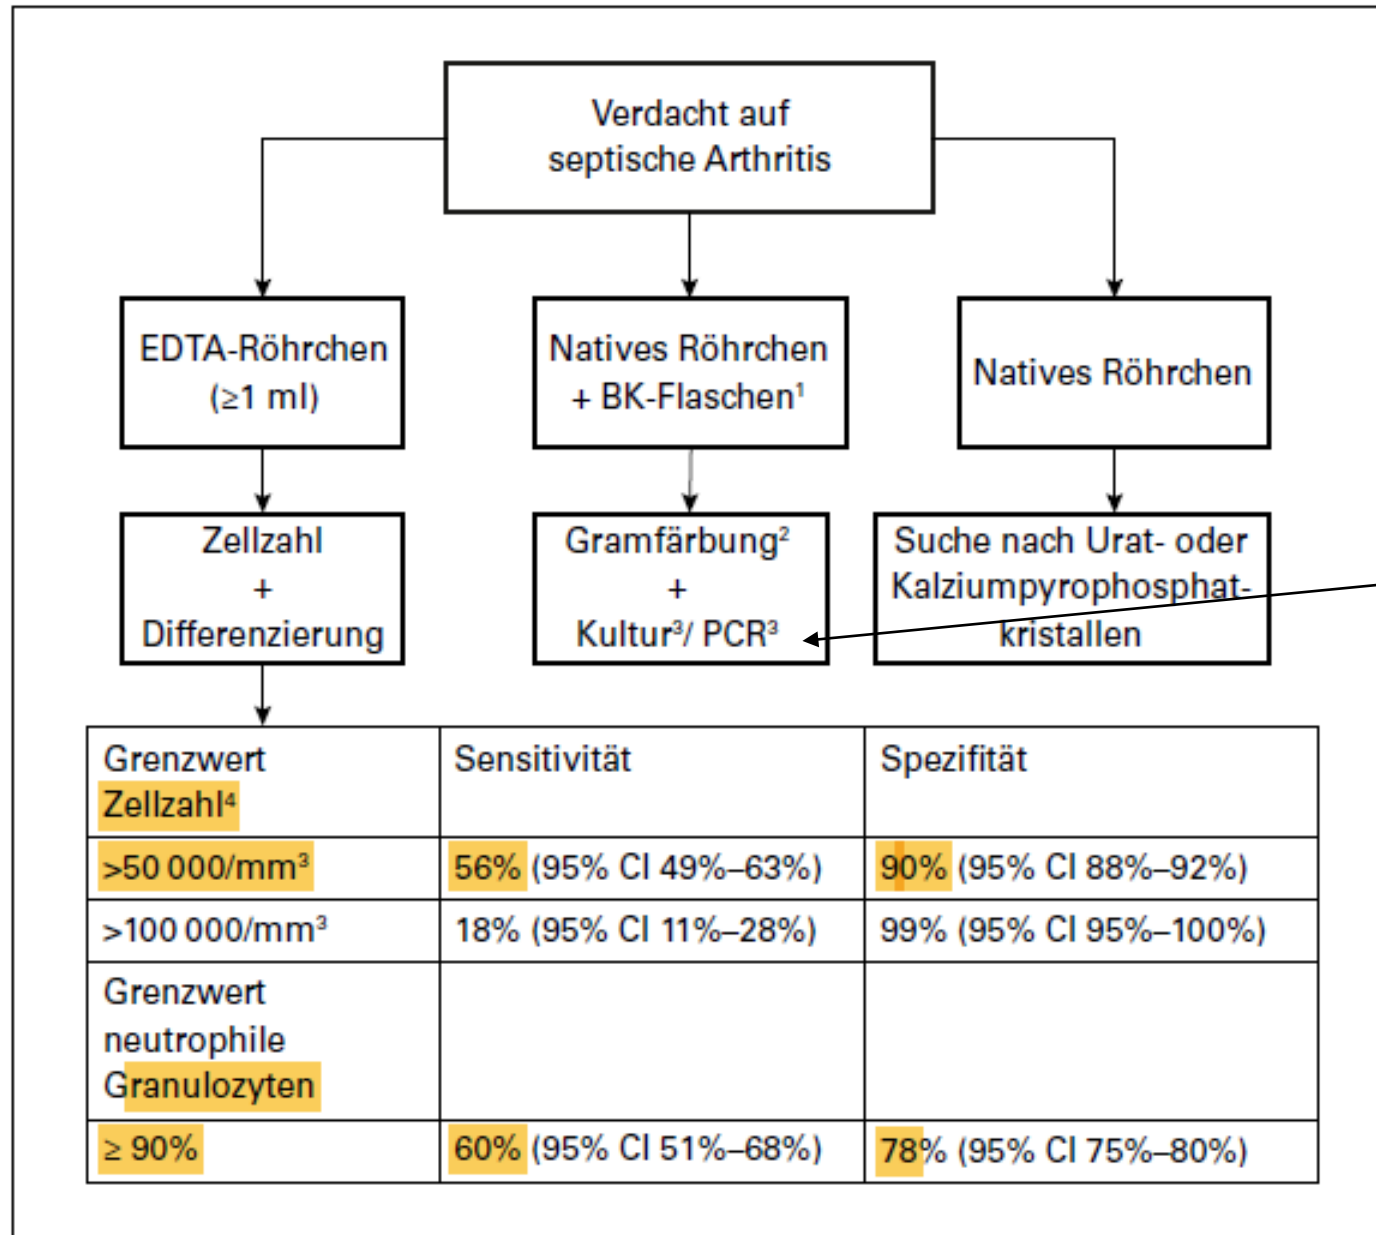 Verdacht auf
septische Arthritis
EDTA-Röhrchen
(≥1 ml)
Natives Röhrchen
+ BK-Flaschen¹
Natives Röhrchen
Zellzahl
+
Differenzierung
Gramfärbung²
+
Kultur³/ PCR³
Suche nach Urat- oder
Kalziumpyrophosphat-
kristallen
Grenzwert
Zellzahl⁴
Sensitivität
Spezifität
>50 000/mm³
56% (95% CI 49%–63%)
90% (95% CI 88%–92%)
>100 000/mm³
18% (95% CI 11%–28%)
99% (95% CI 95%–100%)
Grenzwert
neutrophile
Granulozyten
≥ 90%
60% (95% CI 51%–68%)
78% (95% CI 75%–80%)